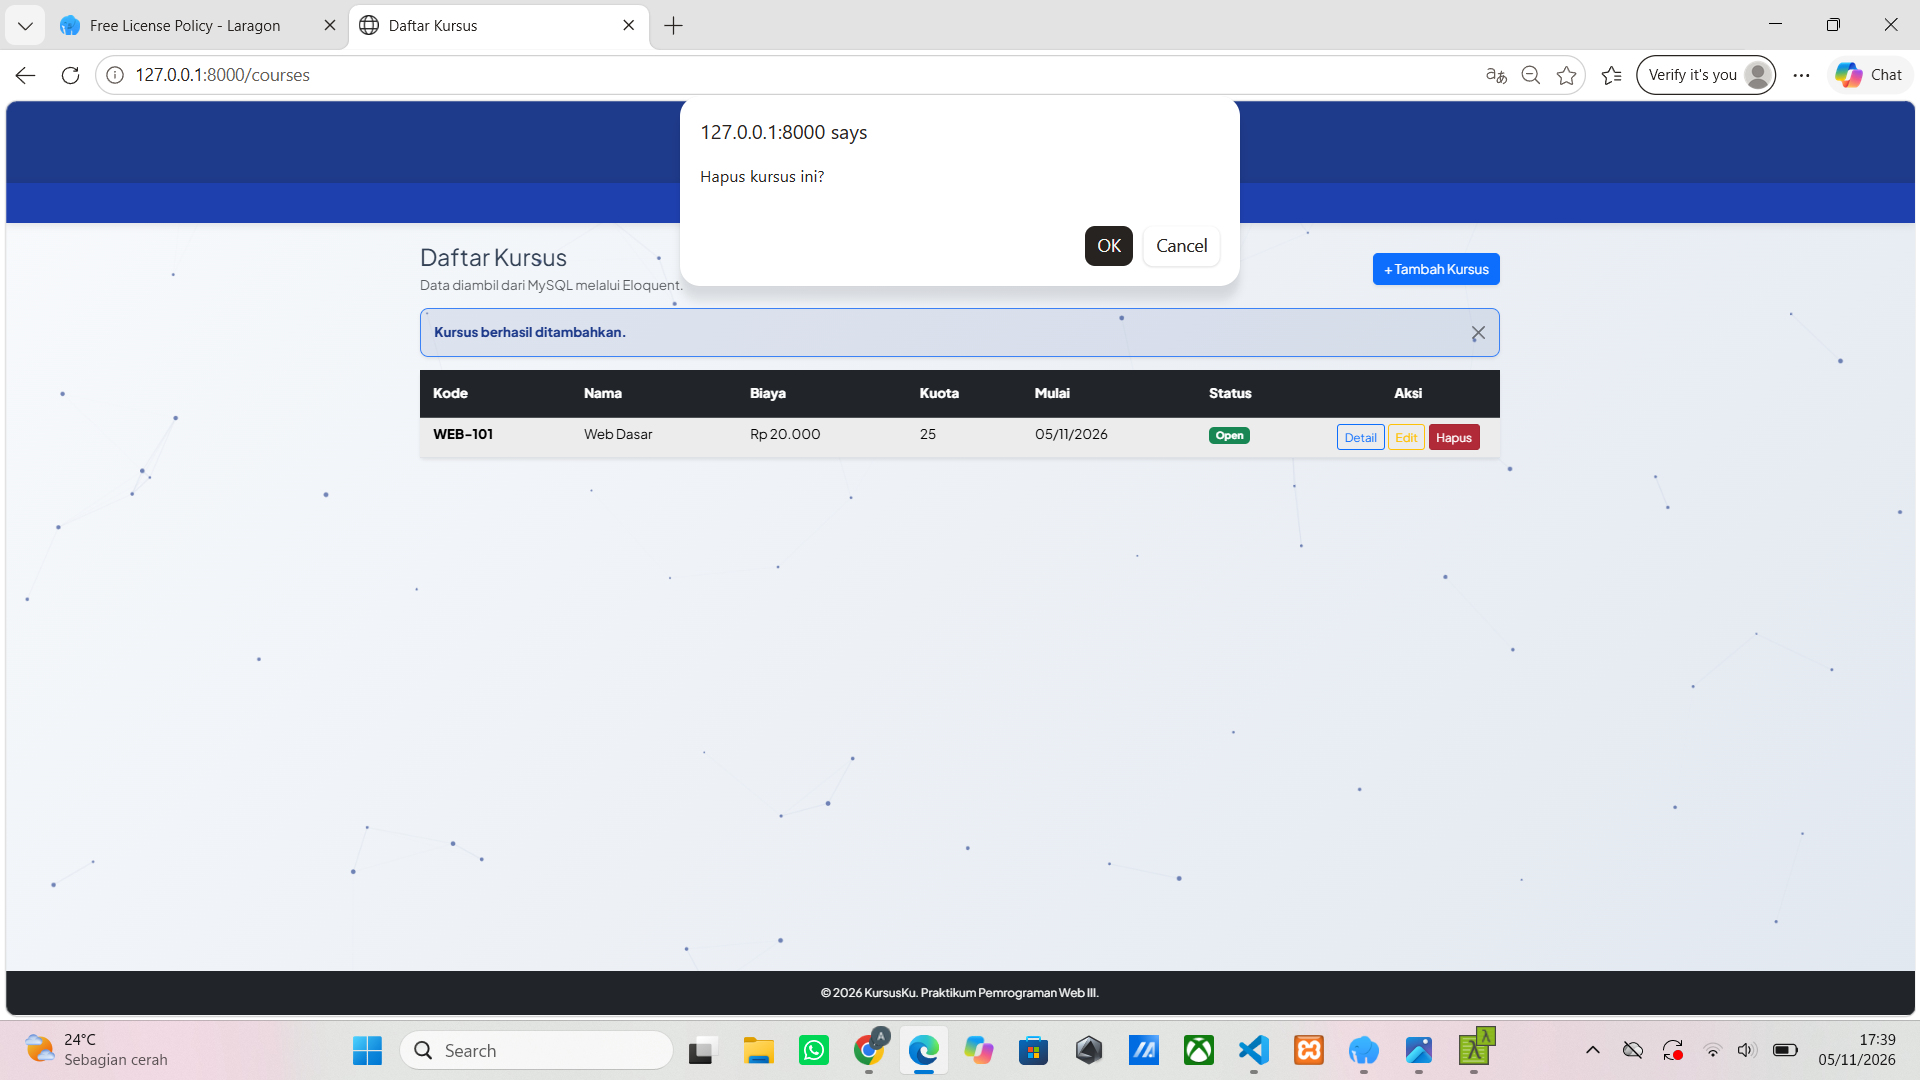 Free License Policy - Laragon
Daftar Kursus
127.0.0.1:8000/courses
Verify it's you
Chat
127.0.0.1:8000 says
Hapus kursus ini?
OK
Cancel
Daftar Kursus
Data diambil dari MySQL melalui Eloquent.
+ Tambah Kursus
Kursus berhasil ditambahkan.
Kode Nama Biaya Kuota Mulai Status Aksi
WEB-101 Web Dasar Rp 20.000 25 05/11/2026 Open Detail Edit Hapus
© 2026 KursusKu. Praktikum Pemrograman Web III.
24°C
Sebagian cerah
Search
A
17:39
05/11/2026